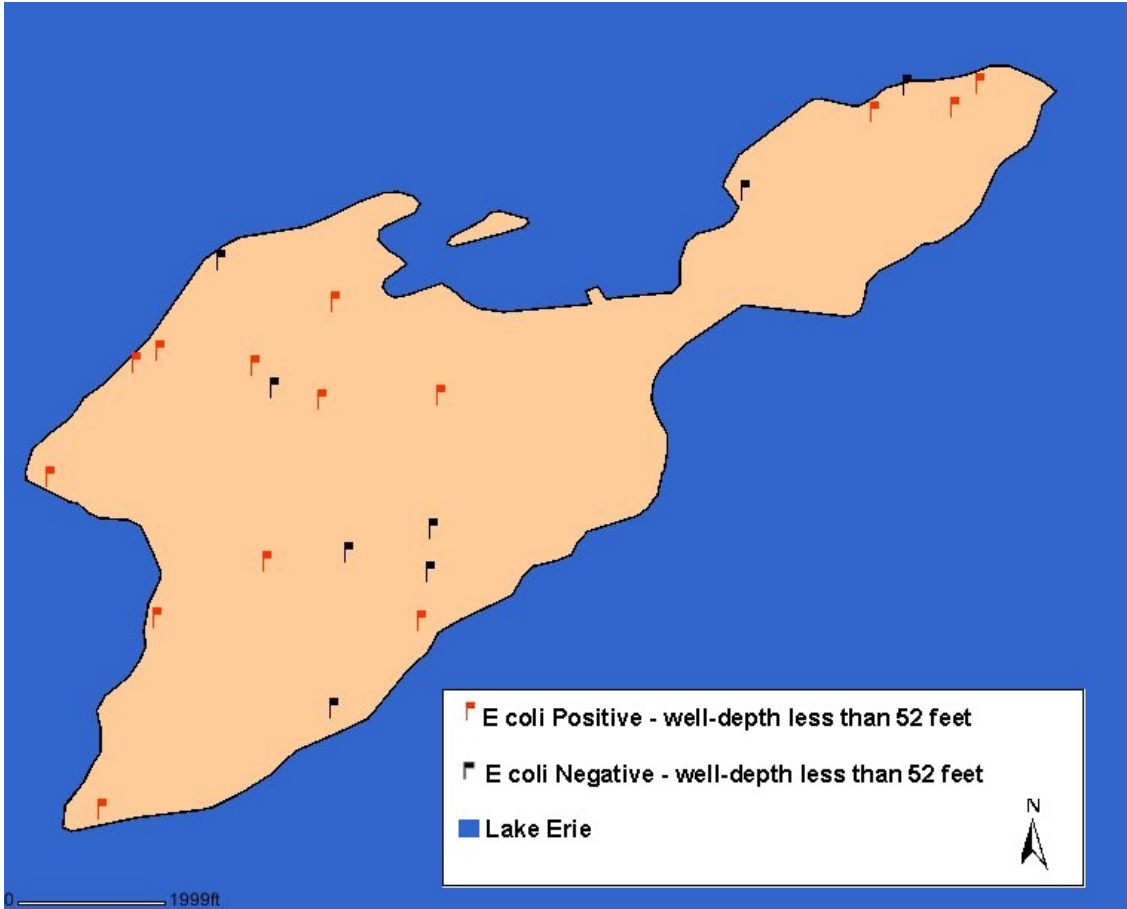 E coli Positive - well-depth less than 52 feet
E coli Negative - well-depth less than 52 feet
Lake Erie
N
0 1999ft